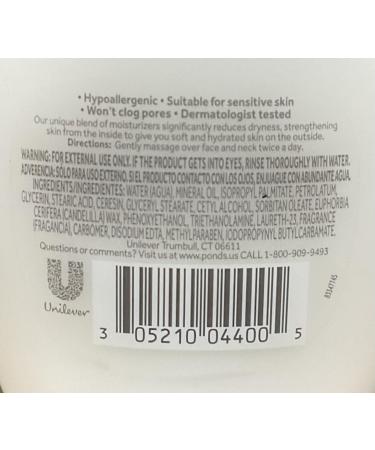 • Hypoallergenic • Suitable for sensitive skin
• Won't clog pores • Dermatologist tested
Our unique blend of moisturizers significantly reduces dryness, strengthening
skin from the inside to give you soft and hydrated skin on the outside.
Directions: Gently massage over face and neck twice a day.
WARNING: FOR EXTERNAL USE ONLY. IF THE PRODUCT GETS INTO EYES, RINSE THOROUGHLY WITH WATER.
ADVERENCIA: SÓLO PARA USO EXTERNO. SI EL PRODUCTO CONTACTO CON LOS OJOS, ENJUAGUE CON ABUNDANTE AGUA.
INGREDIENTS/INGREDIENTES: WATER (AGUA), MINERAL OIL, ISOPROPYL PALMITATE, PETROLATUM,
GLYCERIN, STEARIC ACID, CERESIN, GLYCERYL STEARATE, CETYL ALCOHOL, SORBITAN OLEATE, EUPHORBIA
CERIFERA (CANDELILLA) WAX, PHENOXYETHANOL, TRIETHANOLAMINE, LAURETH-23, FRAGRANCE
(FRAGANCIA), CARBOMER, DISODIUM EDTA, METHYLPARABEN, IODOPROPYNYL BUTYLCARBAMATE.
Unilever Trumbull, CT 06611
Questions or comments? Visit us at www.ponds.us CALL 1-800-909-9493
Unilever
3 05210 04400 5
83347145